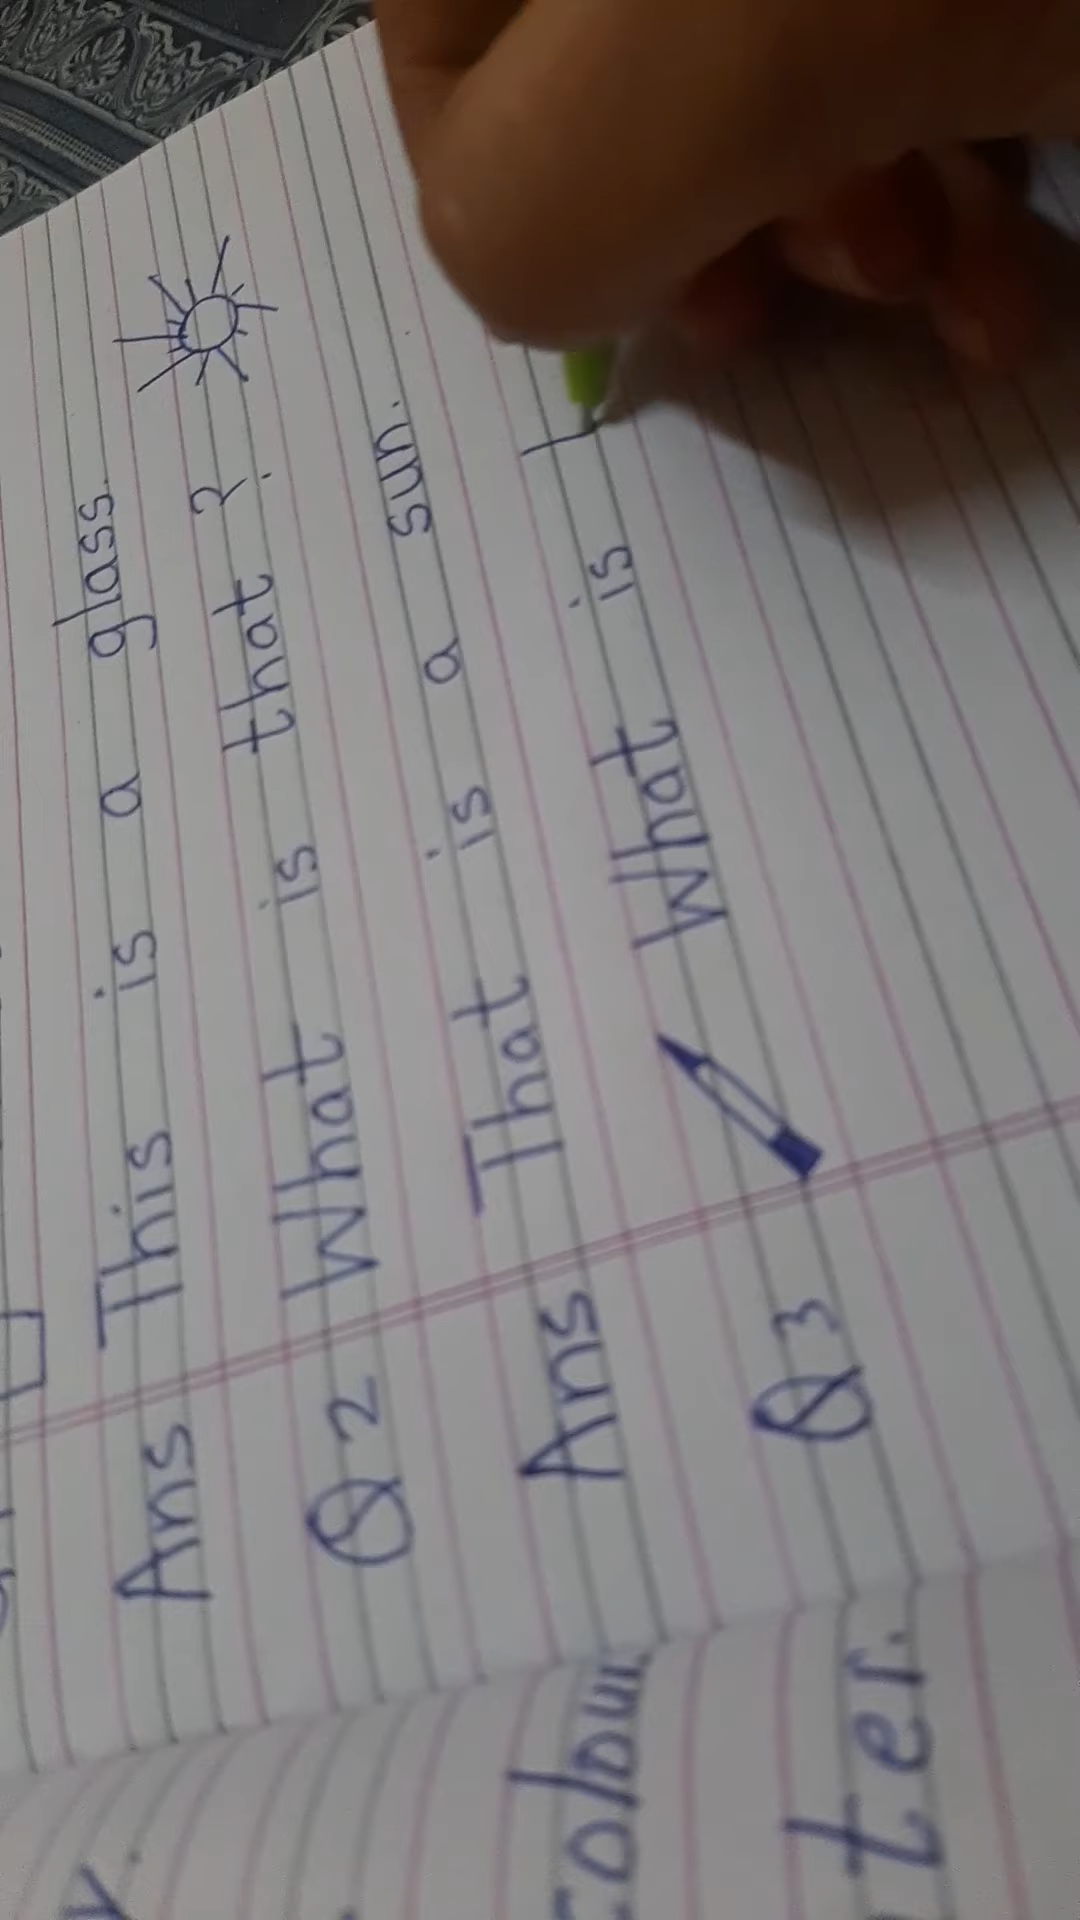 Ans This is a glass.
Q2 What is that ?
Ans That is a sun.
Q3 What is
colour.
ter.